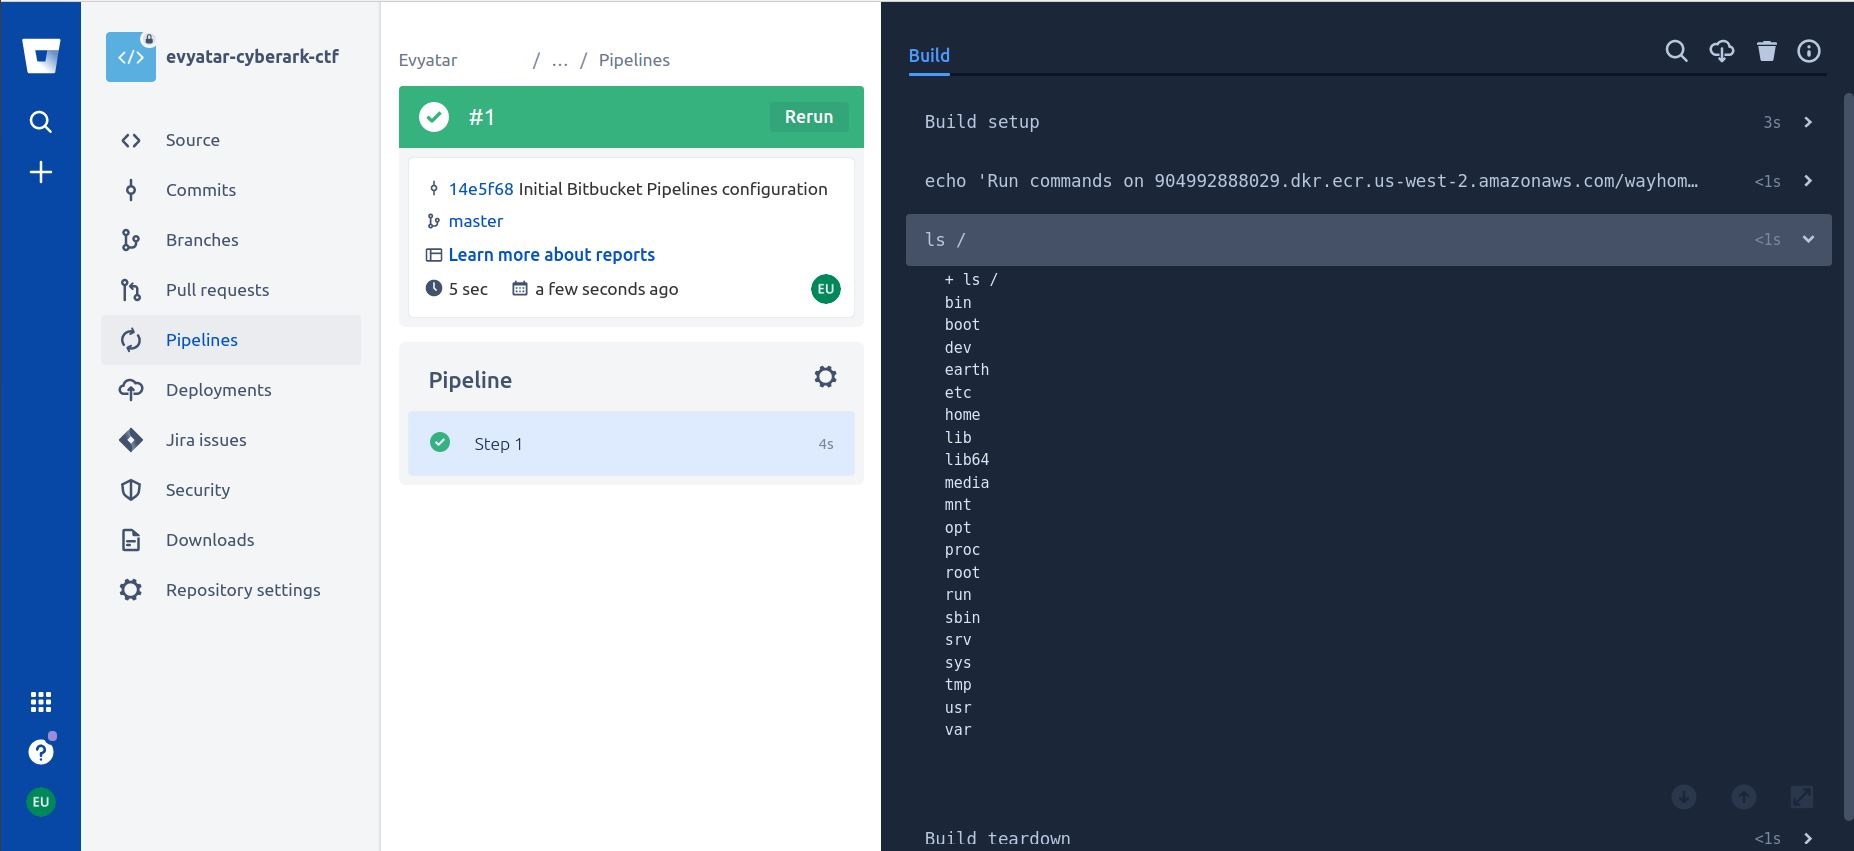 evyatar-cyberark-ctf
Source
Commits
Branches
Pull requests
Pipelines
Deployments
Jira issues
Security
Downloads
Repository settings
EU
Evyatar / ... / Pipelines
#1 Rerun
14e5f68 Initial Bitbucket Pipelines configuration
master
Learn more about reports
5 sec a few seconds ago EU
Pipeline
Step 1 4s
Build
Build setup 3s
echo 'Run commands on 904992888029.dkr.ecr.us-west-2.amazonaws.com/wayhom… <1s
ls / <1s
+ ls /
bin
boot
dev
earth
etc
home
lib
lib64
media
mnt
opt
proc
root
run
sbin
srv
sys
tmp
usr
var
Build teardown <1s